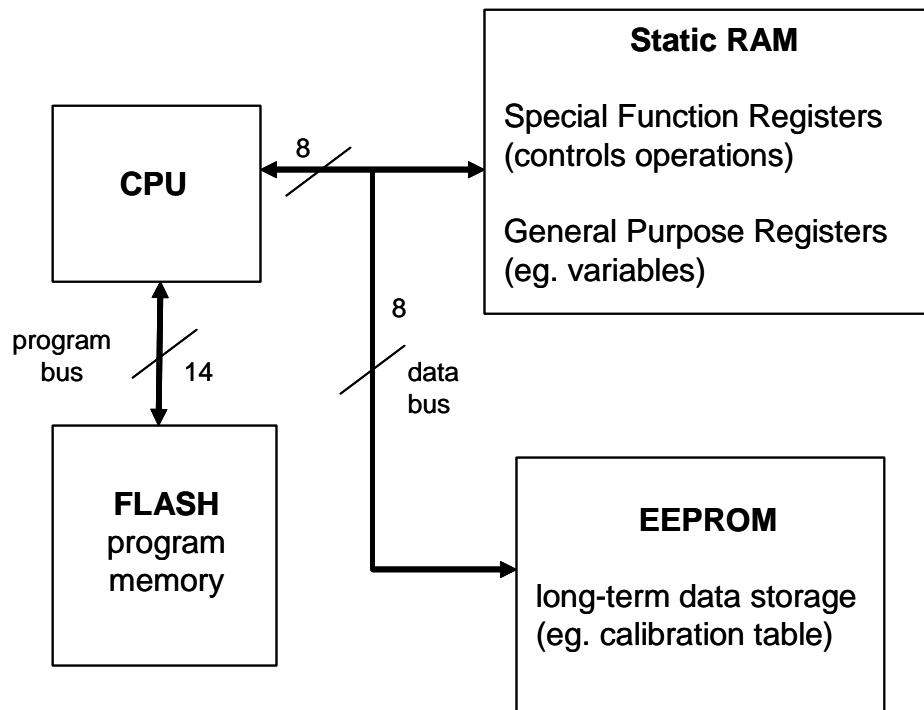 Static RAM
Special Function Registers
(controls operations)
General Purpose Registers
(eg. variables)
8
CPU
program
bus
14
8
data
bus
FLASH
program
memory
EEPROM
long-term data storage
(eg. calibration table)